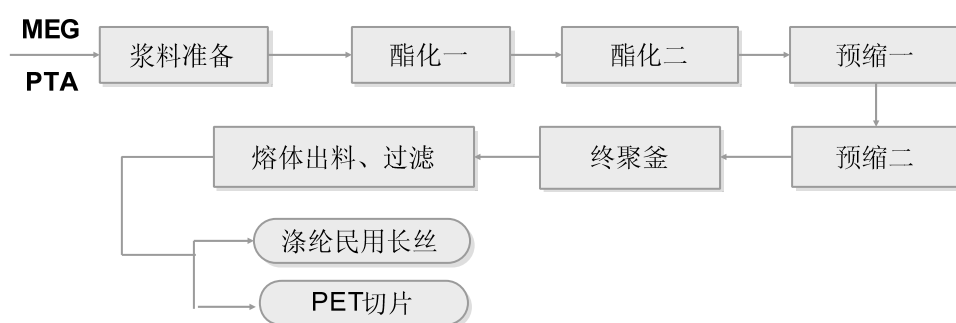 MEG
PTA
浆料准备
酯化一
酯化二
预缩一
预缩二
终聚釜
熔体出料、过滤
涤纶民用长丝
PET切片